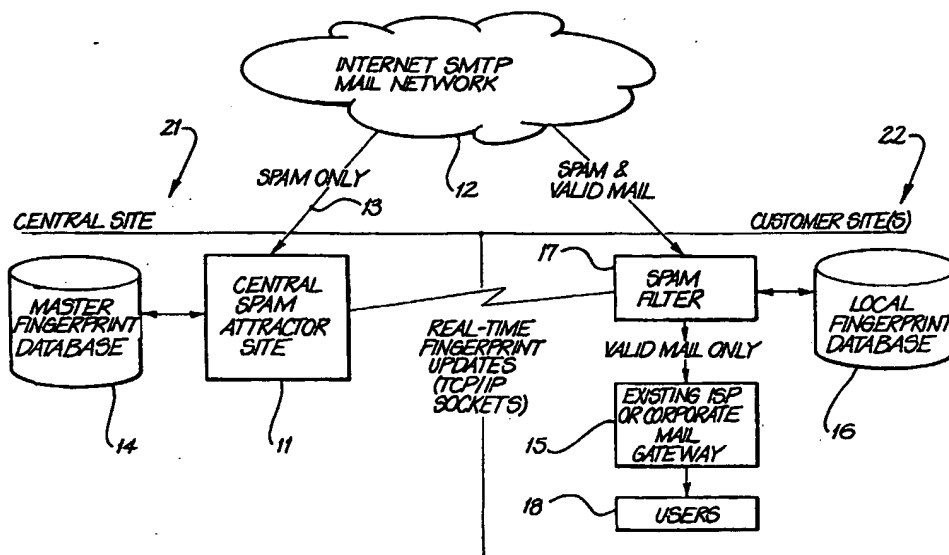 INTERNET SMTP
MAIL NETWORK
21
22
12
SPAM ONLY
13
SPAM &
VALID MAIL
CENTRAL SITE
CUSTOMER SITE(S)
17
MASTER
FINGERPRINT
DATABASE
CENTRAL
SPAM
ATTRACTOR
SITE
SPAM
FILTER
LOCAL
FINGERPRINT
DATABASE
REAL-TIME
FINGERPRINT
UPDATES
(TCP/IP
SOCKETS)
VALID MAIL ONLY
14
11
15
EXISTING ISP
OR CORPORATE
MAIL
GATEWAY
16
18
USERS